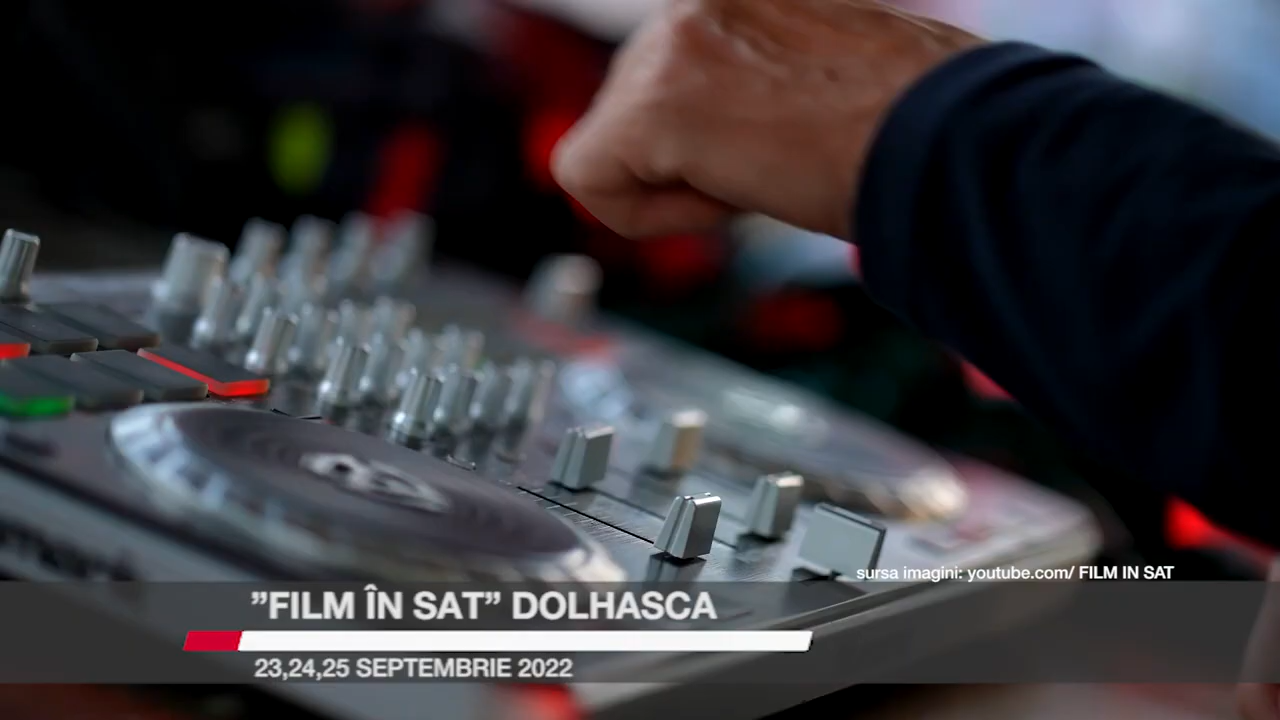 sursa imagini: youtube.com/ FILM IN SAT
”FILM ÎN SAT” DOLHASCA
23,24,25 SEPTEMBRIE 2022